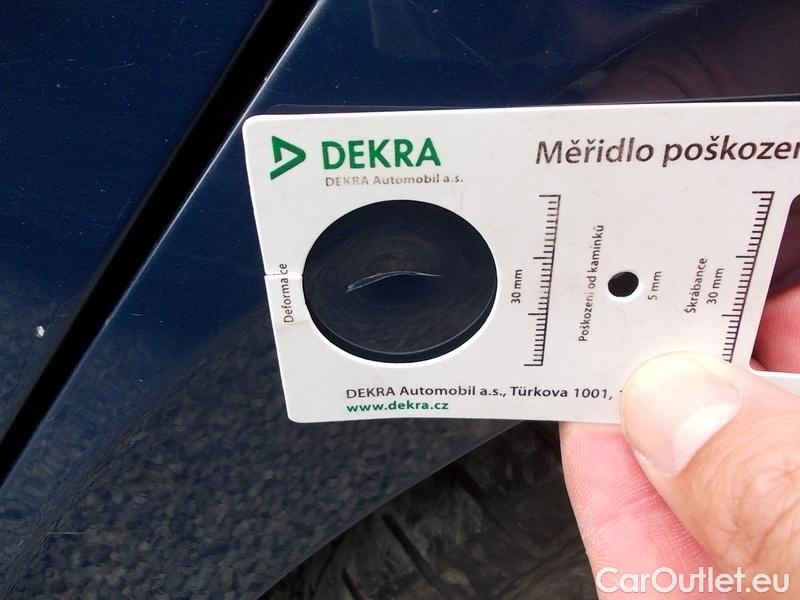 DEKRA
DEKRA Automobil a.s.
Měřidlo poškozen
Deformace
30 mm
Poškození od kamínků
5 mm
Škrábance
30 mm
DEKRA Automobil a.s., Türkova 1001,
www.dekra.cz
CarOutlet.eu